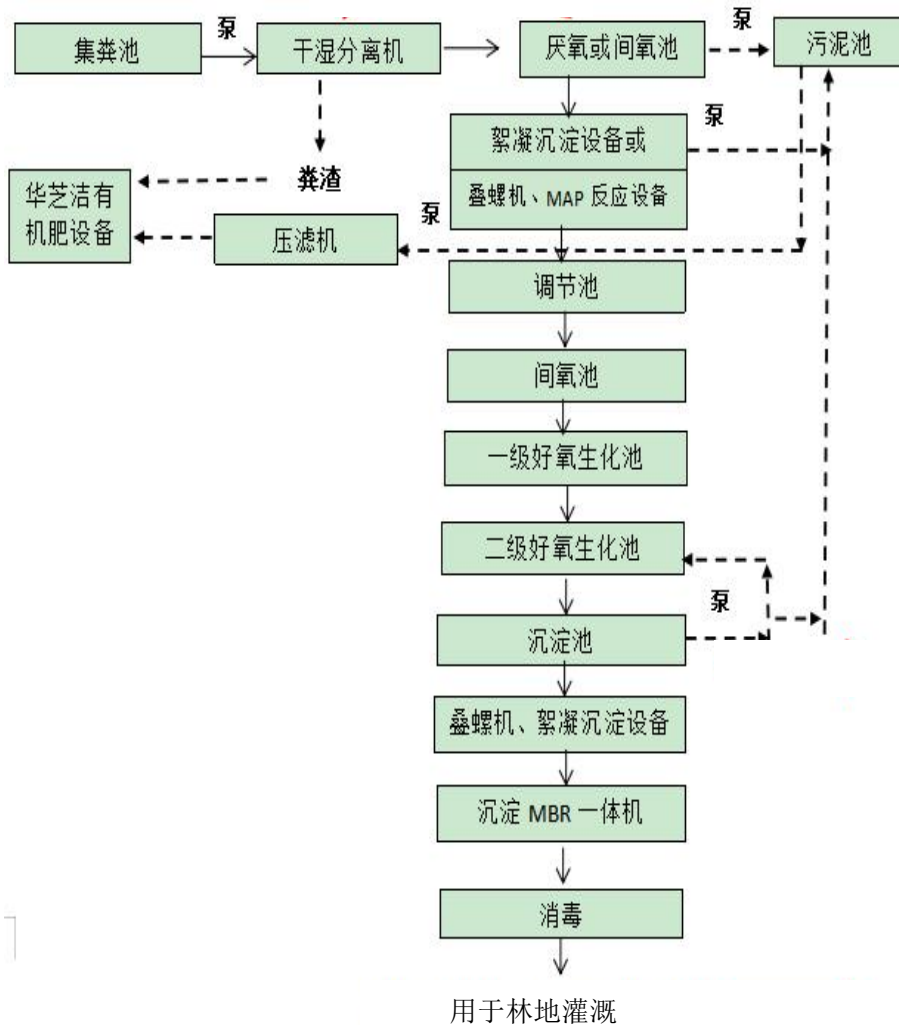 泵
泵
集粪池
干湿分离机
厌氧或间氧池
污泥池
泵
絮凝沉淀设备或
粪渣
华芝洁有
机肥设备
叠螺机、MAP 反应设备
泵
压滤机
调节池
间氧池
一级好氧生化池
二级好氧生化池
泵
沉淀池
叠螺机、絮凝沉淀设备
沉淀 MBR 一体机
消毒
用于林地灌溉